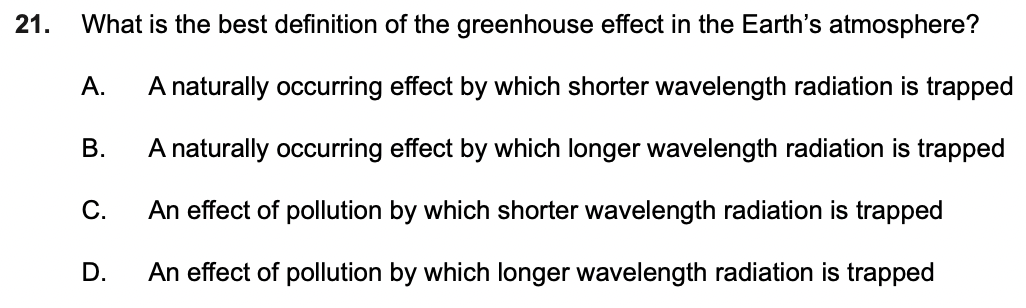 21. What is the best definition of the greenhouse effect in the Earth’s atmosphere?
A. A naturally occurring effect by which shorter wavelength radiation is trapped
B. A naturally occurring effect by which longer wavelength radiation is trapped
C. An effect of pollution by which shorter wavelength radiation is trapped
D. An effect of pollution by which longer wavelength radiation is trapped